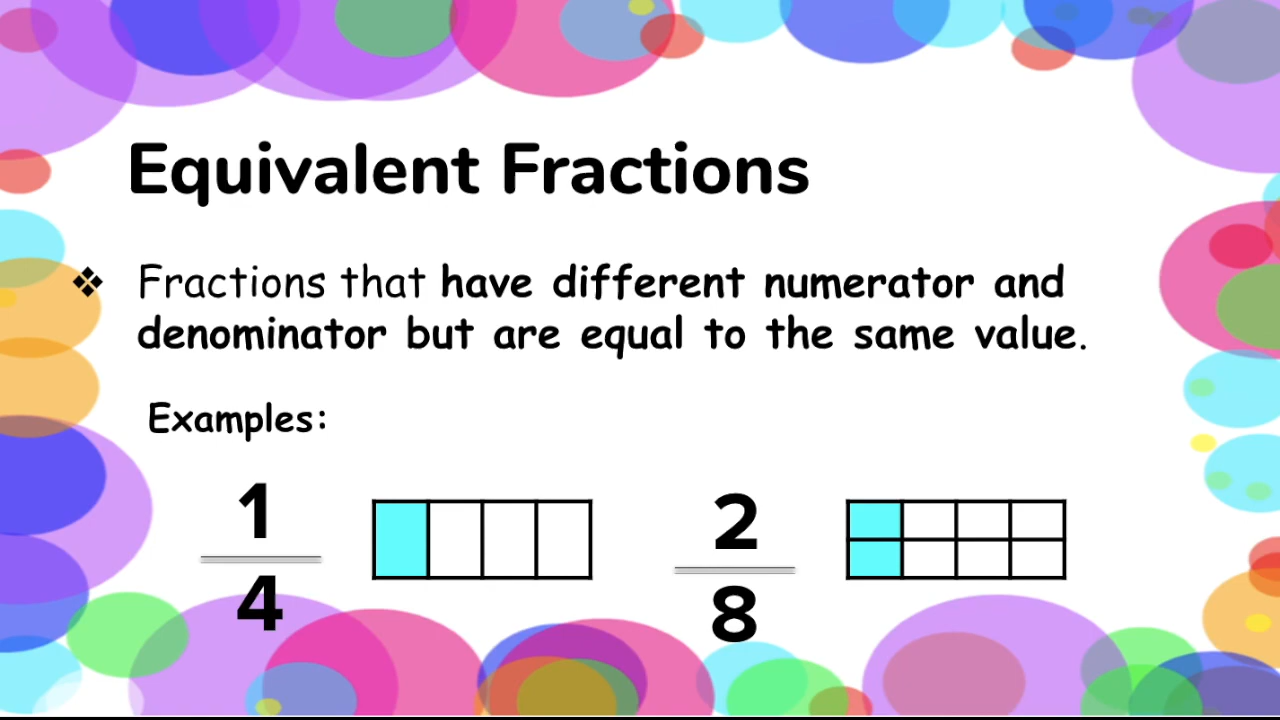 Equivalent Fractions
❖ Fractions that have different numerator and
denominator but are equal to the same value.
Examples:
1
4
2
8